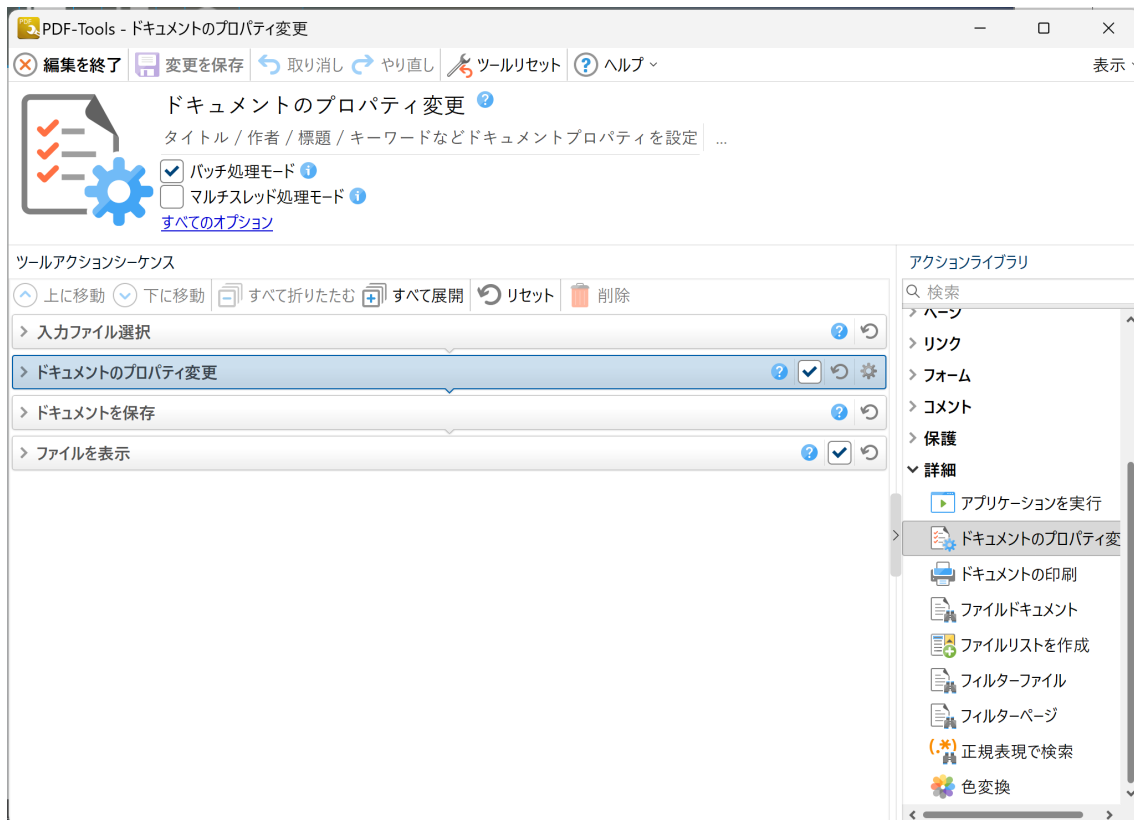 PDF-Tools - ドキュメントのプロパティ変更
編集を終了 変更を保存 取り消し やり直し ツールリセット ヘルプ 表示
ドキュメントのプロパティ変更
タイトル / 作者 / 標題 / キーワードなどドキュメントプロパティを設定 ...
バッチ処理モード
マルチスレッド処理モード
すべてのオプション
ツールアクションシーケンス
上に移動 下に移動 すべて折りたたむ すべて展開 リセット 削除
入力ファイル選択
ドキュメントのプロパティ変更
ドキュメントを保存
ファイルを表示
アクションライブラリ
検索
ページ
リンク
フォーム
コメント
保護
詳細
アプリケーションを実行
ドキュメントのプロパティ変
ドキュメントの印刷
ファイルドキュメント
ファイルリストを作成
フィルターファイル
フィルターページ
正規表現で検索
色変換